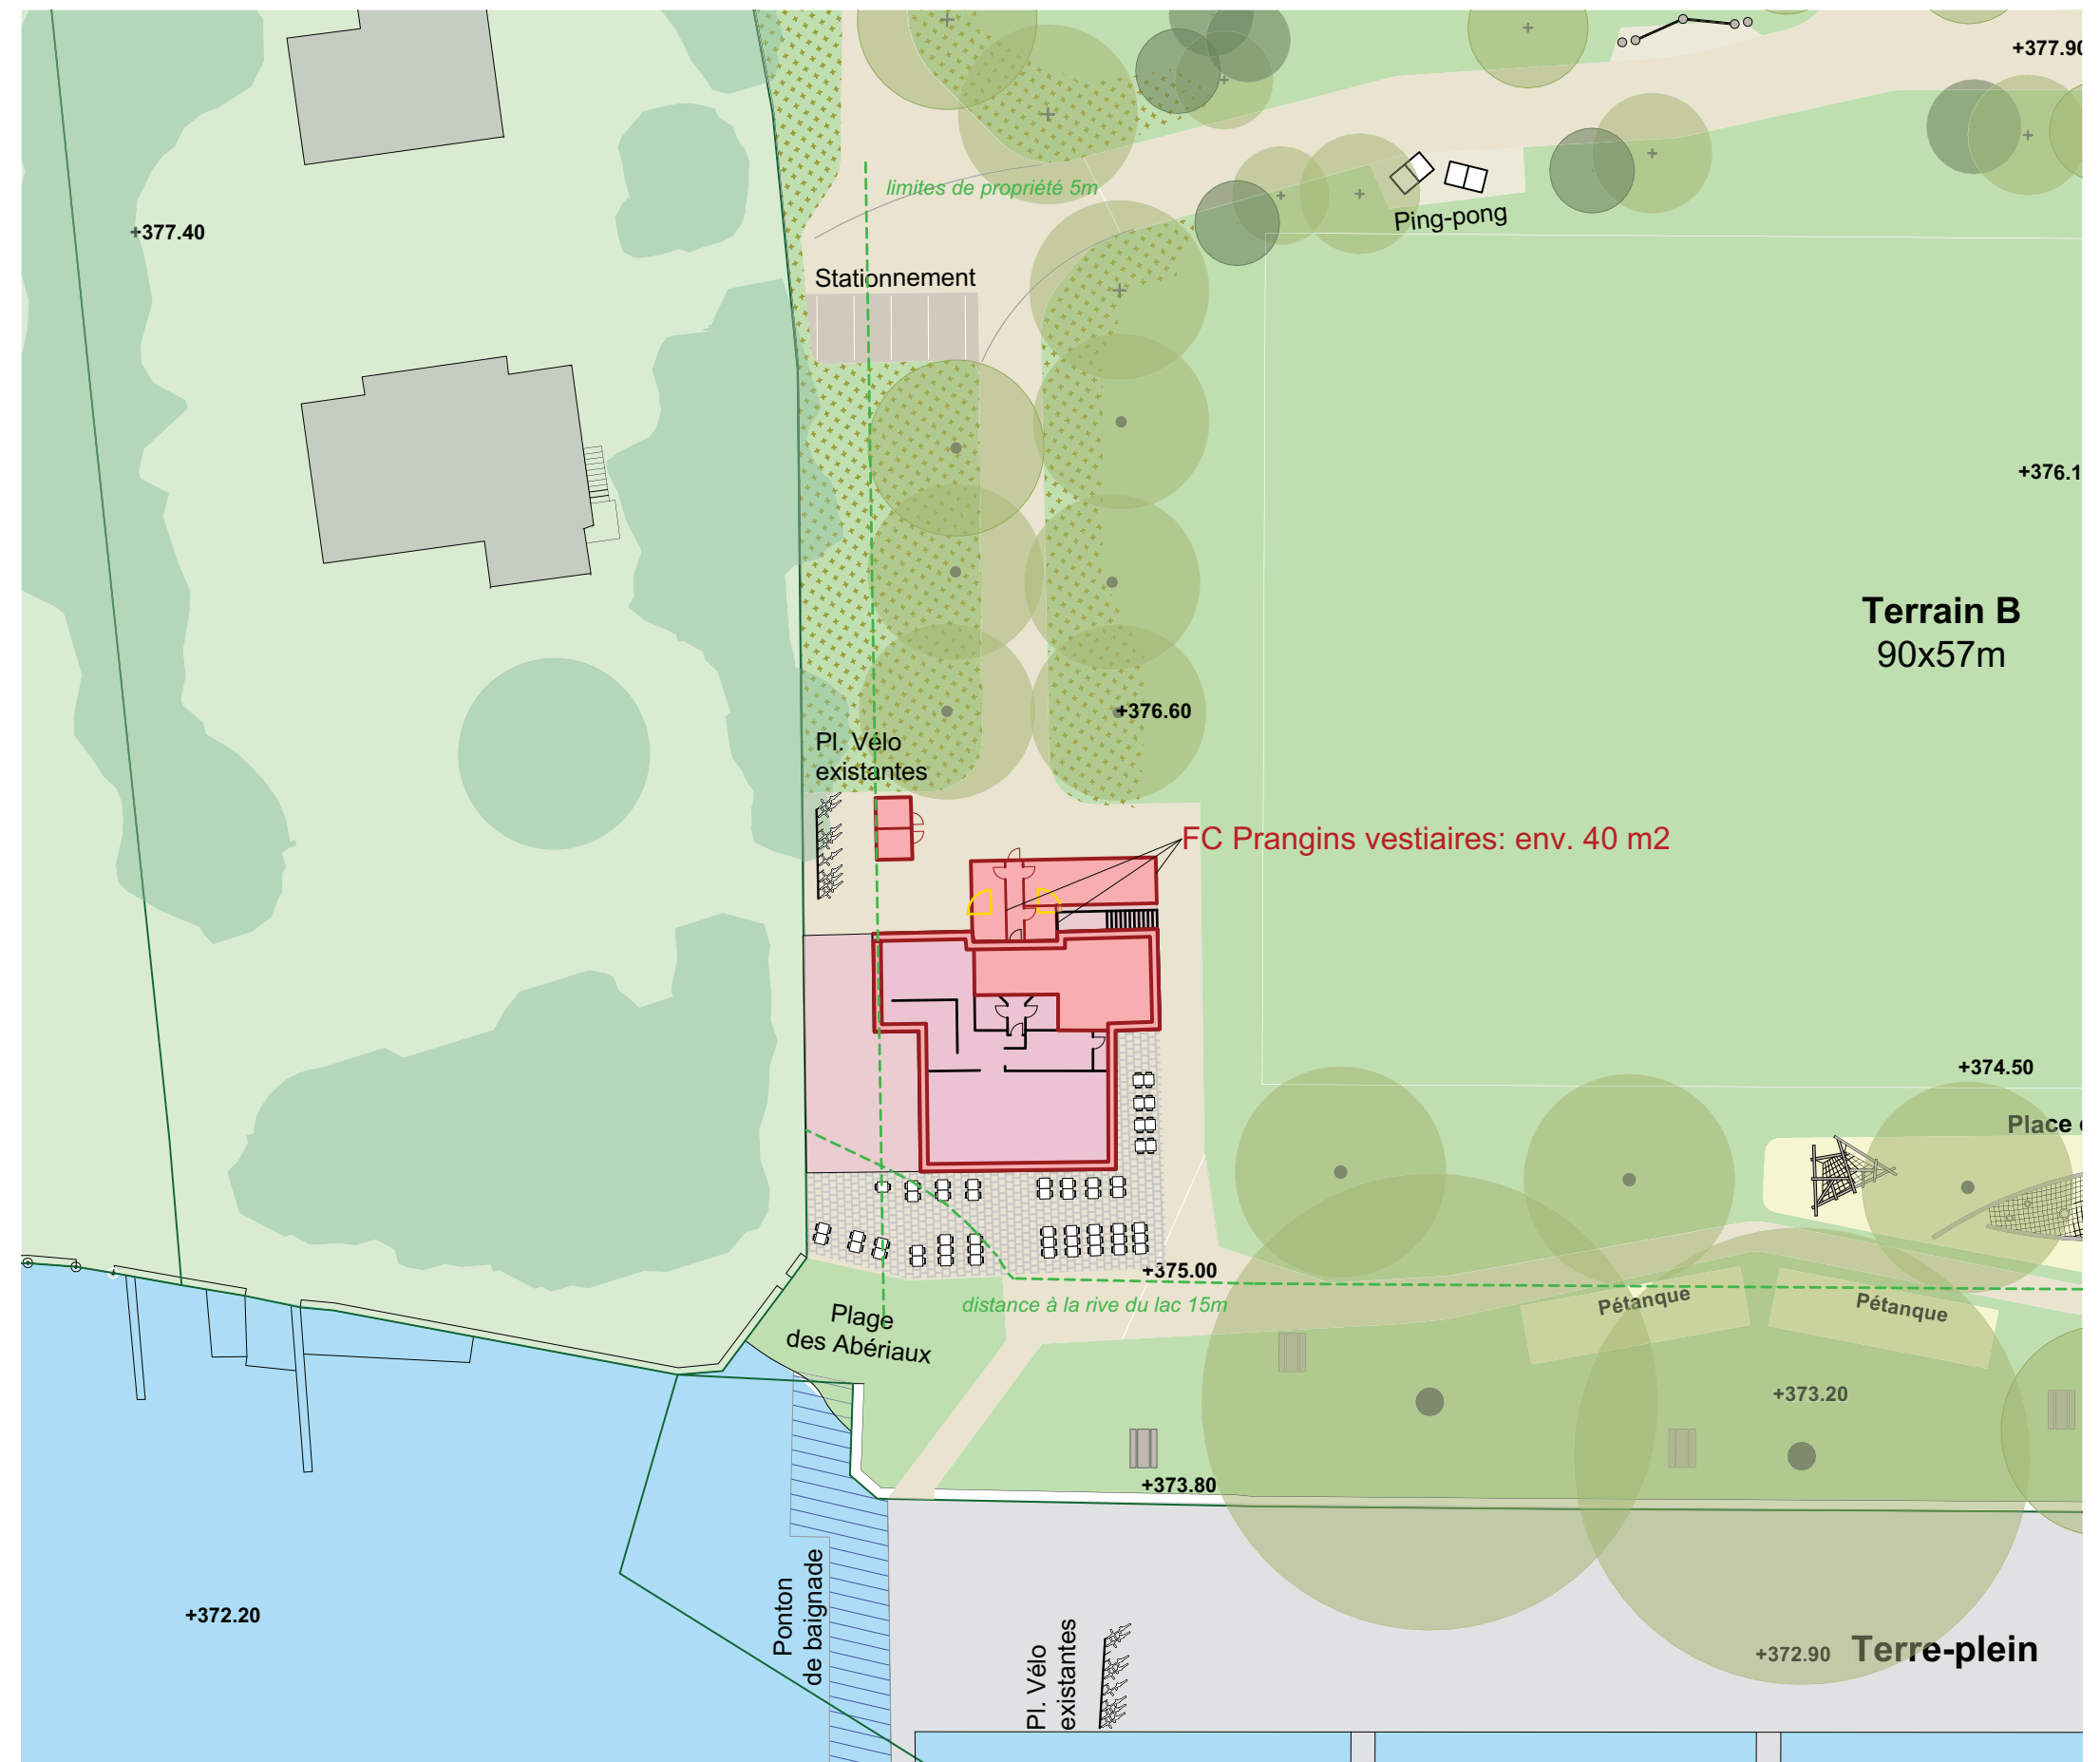 +377.90
limites de propriété 5m
+377.40
Ping-pong
Stationnement
+376.1
Terrain B
90x57m
+376.60
Pl. Vélo
existantes
FC Prangins vestiaires: env. 40 m2
+374.50
Place
+375.00
distance à la rive du lac 15m
Pétanque
Pétanque
Plage
des Abériaux
+373.20
+373.80
Ponton
de baignade
+372.20
Pl. Vélo
existantes
+372.90
Terre-plein